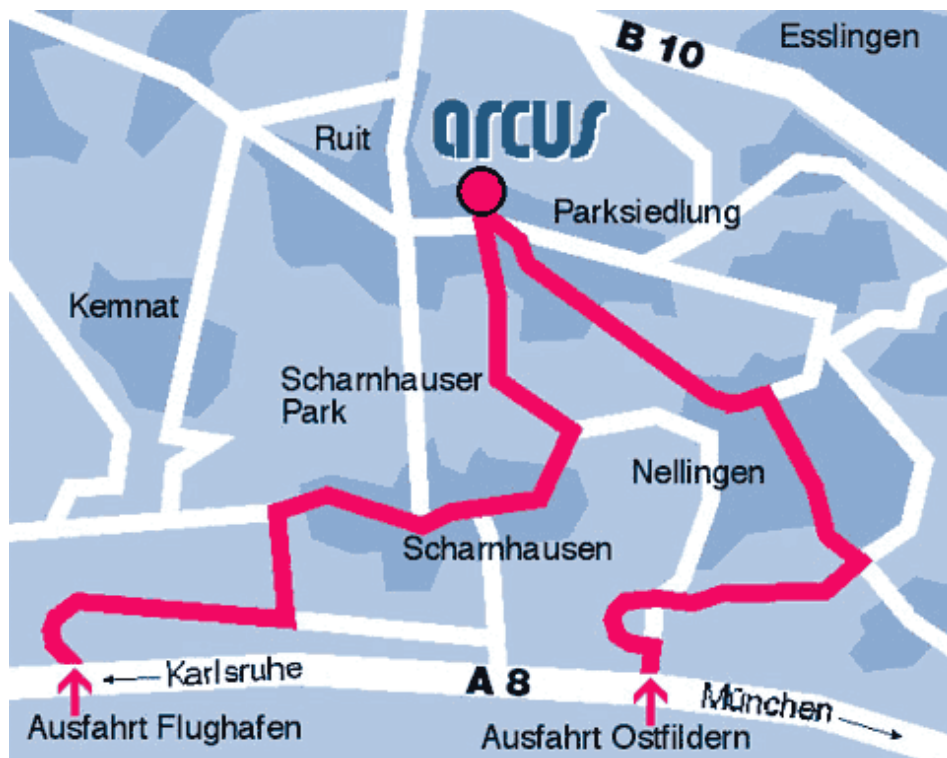 B 10
Esslingen
arcus
Ruit
Parksiedlung
Kemnat
Scharnhauser
Park
Nellingen
Scharnhausen
Karlsruhe
A 8
München
Ausfahrt Flughafen
Ausfahrt Ostfildern